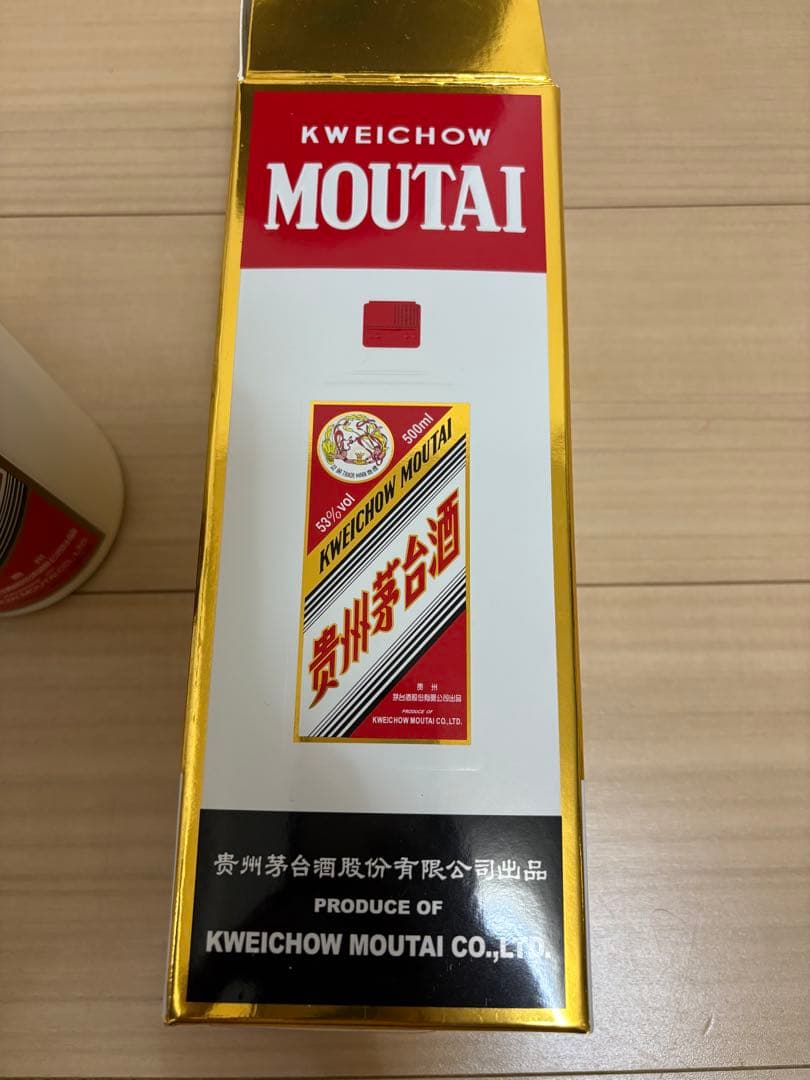 KWEICHOW
MOUTAI
500ml
53%vol
KWEICHOW MOUTAI
贵州茅台酒
贵 州
茅台酒股份有限公司出品
PRODUCE OF
KWEICHOW MOUTAI CO.,LTD.
贵州茅台酒股份有限公司出品
PRODUCE OF
KWEICHOW MOUTAI CO.,LTD.